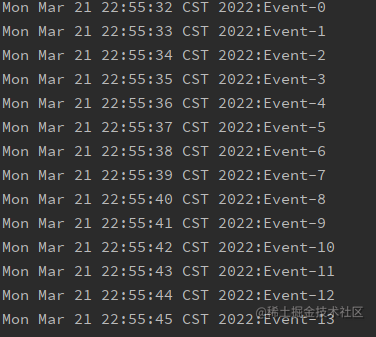 Mon Mar 21 22:55:32 CST 2022:Event-0
Mon Mar 21 22:55:33 CST 2022:Event-1
Mon Mar 21 22:55:34 CST 2022:Event-2
Mon Mar 21 22:55:35 CST 2022:Event-3
Mon Mar 21 22:55:36 CST 2022:Event-4
Mon Mar 21 22:55:37 CST 2022:Event-5
Mon Mar 21 22:55:38 CST 2022:Event-6
Mon Mar 21 22:55:39 CST 2022:Event-7
Mon Mar 21 22:55:40 CST 2022:Event-8
Mon Mar 21 22:55:41 CST 2022:Event-9
Mon Mar 21 22:55:42 CST 2022:Event-10
Mon Mar 21 22:55:43 CST 2022:Event-11
Mon Mar 21 22:55:44 CST 2022:Event-12
@稀土掘金技术社区
Mon Mar 21 22:55:45 CST 2022:Event-13